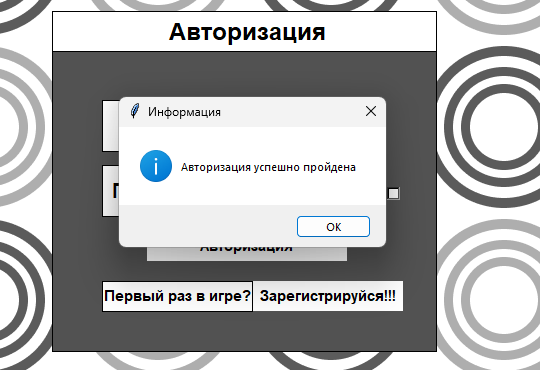 Авторизация
Информация
Авторизация успешно пройдена
OK
Авторизация
Первый раз в игре? Зарегистрируйся!!!